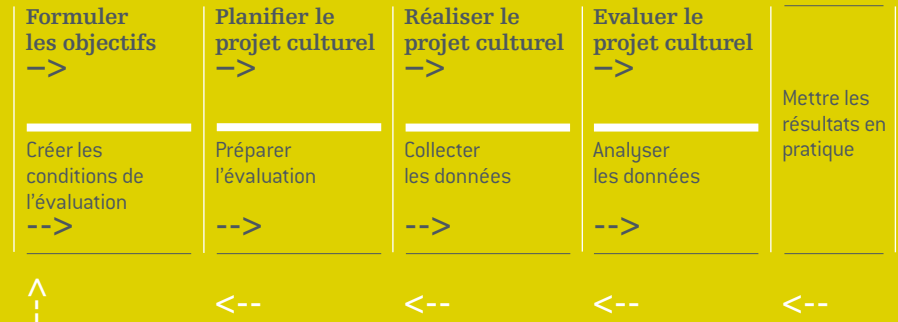 Formuler
les objectifs
–>
Créer les
conditions de
l'évaluation
-->
Planifier le
projet culturel
–>
Préparer
l'évaluation
-->
Réaliser le
projet culturel
–>
Collecter
les données
-->
Evaluer le
projet culturel
–>
Analyser
les données
-->
Mettre les
résultats en
pratique
<-- <-- <-- <--